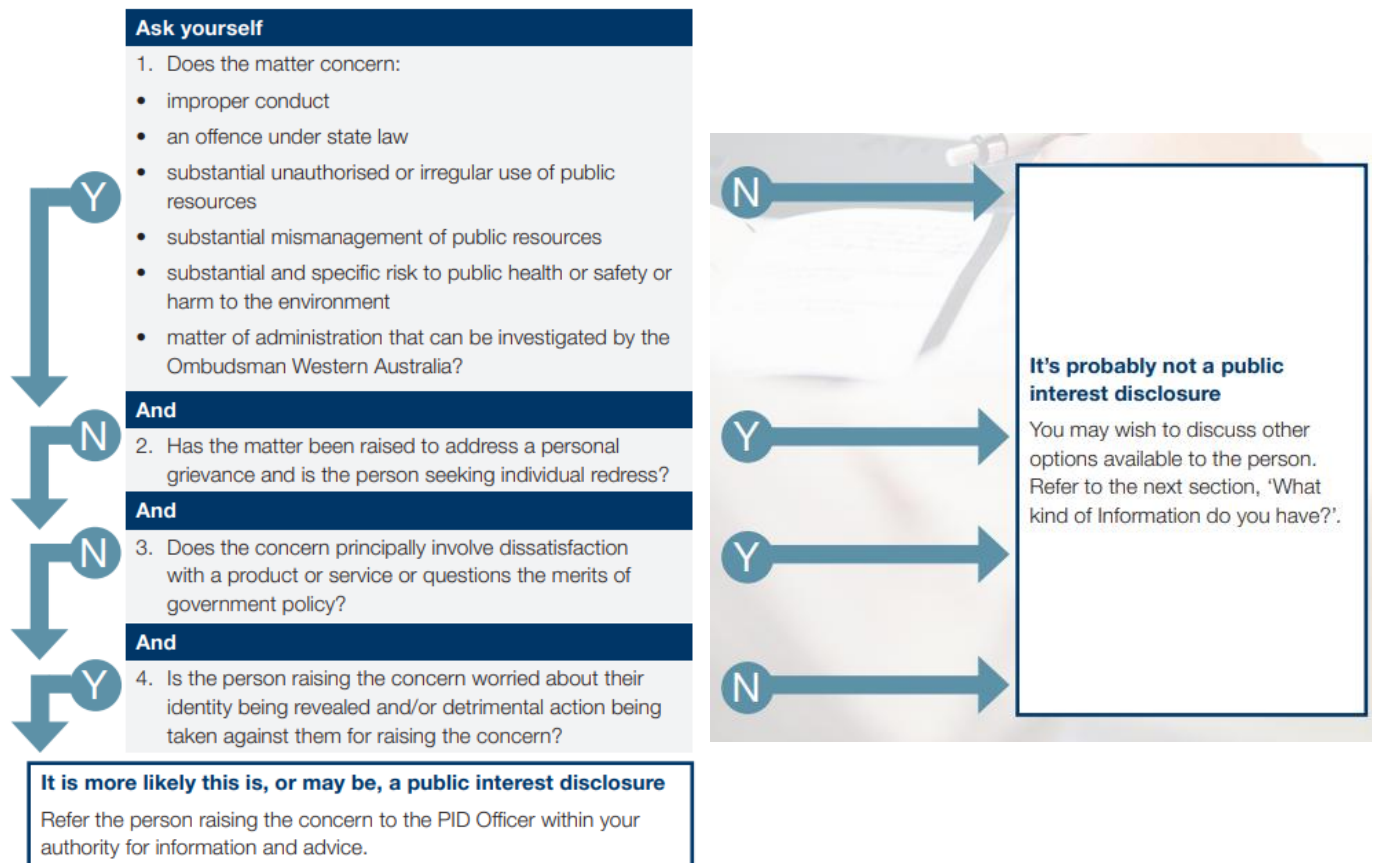 Ask yourself
1. Does the matter concern:
• improper conduct
• an offence under state law
• substantial unauthorised or irregular use of public
resources
• substantial mismanagement of public resources
• substantial and specific risk to public health or safety or
harm to the environment
• matter of administration that can be investigated by the
Ombudsman Western Australia?
Y
N
And
2. Has the matter been raised to address a personal
grievance and is the person seeking individual redress?
N
Y
And
3. Does the concern principally involve dissatisfaction
with a product or service or questions the merits of
government policy?
N
Y
And
4. Is the person raising the concern worried about their
identity being revealed and/or detrimental action being
taken against them for raising the concern?
Y
N
It's probably not a public
interest disclosure
You may wish to discuss other
options available to the person.
Refer to the next section, ‘What
kind of Information do you have?’.
It is more likely this is, or may be, a public interest disclosure
Refer the person raising the concern to the PID Officer within your
authority for information and advice.